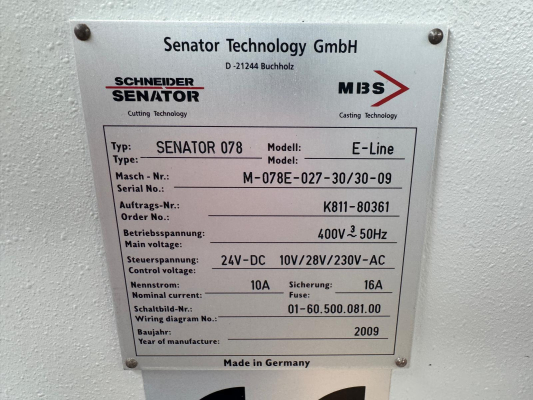 Senator Technology GmbH
D -21244 Buchholz
SCHNEIDER SENATOR
Cutting Technology
MBS
Casting Technology
Typ: SENATOR 078 Modell: E-Line
Type: Model:
Masch - Nr.: M-078E-027-30/30-09
Serial No.:
Auftrags-Nr.: K811-80361
Order No.:
Betriebsspannung: 400V 3~ 50Hz
Main voltage:
Steuerspannung: 24V-DC 10V/28V/230V-AC
Control voltage:
Nennstrom: 10A Sicherung: 16A
Nominal current: Fuse:
Schaltbild-Nr.: 01-60.500.081.00
Wiring diagram No.:
Baujahr: 2009
Year of manufacture:
Made in Germany